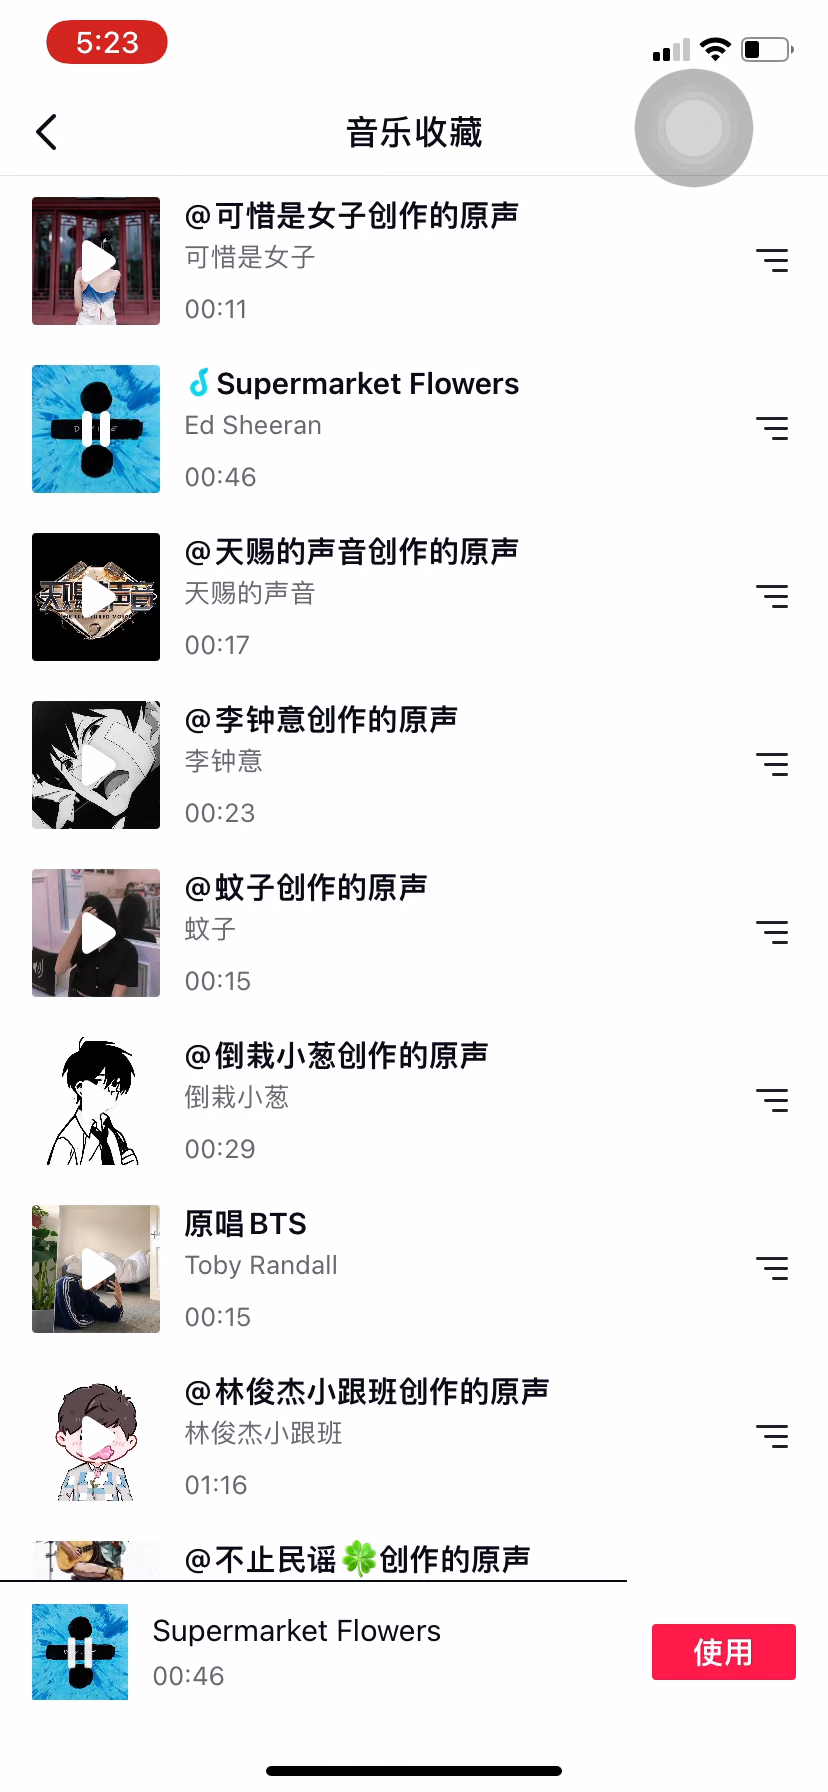 5:23
音乐收藏
@可惜是女子创作的原声
可惜是女子
00:11
Supermarket Flowers
Ed Sheeran
00:46
@天赐的声音创作的原声
天赐的声音
00:17
@李钟意创作的原声
李钟意
00:23
@蚊子创作的原声
蚊子
00:15
@倒栽小葱创作的原声
倒栽小葱
00:29
原唱BTS
Toby Randall
00:15
@林俊杰小跟班创作的原声
林俊杰小跟班
01:16
@不止民谣🍀创作的原声
Supermarket Flowers
00:46
使用